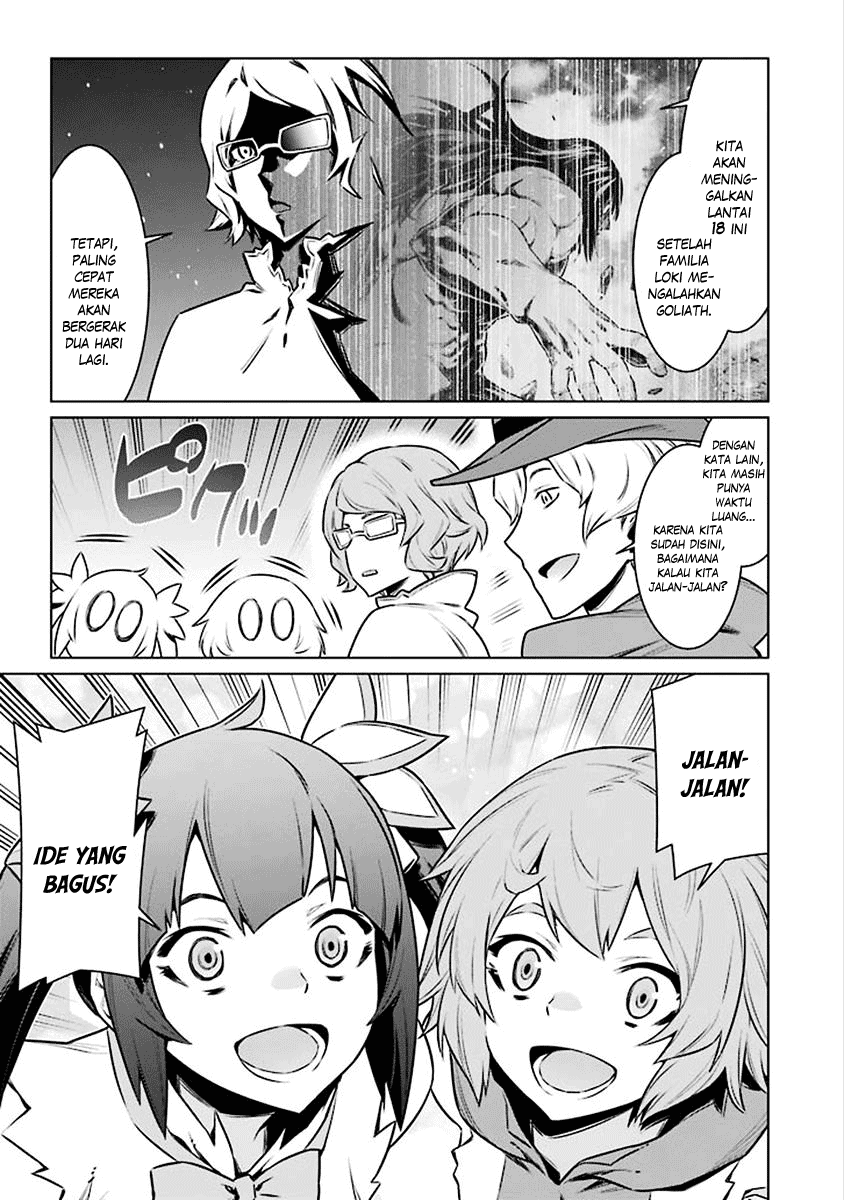 KITA
AKAN
MENING-
GALKAN
LANTAI
18 INI
SETELAH
FAMILIA
LOKI ME-
NGALAHKAN
GOLIATH.
TETAPI,
PALING
CEPAT
MEREKA
AKAN
BERGERAK
DUA HARI
LAGI.
DENGAN
KATA LAIN,
KITA MASIH
PUNYA
WAKTU
LUANG...
KARENA KITA
SUDAH DISINI,
BAGAIMANA
KALAU KITA
JALAN-JALAN?
ピクッ
JALAN-
JALAN!
IDE YANG
BAGUS!